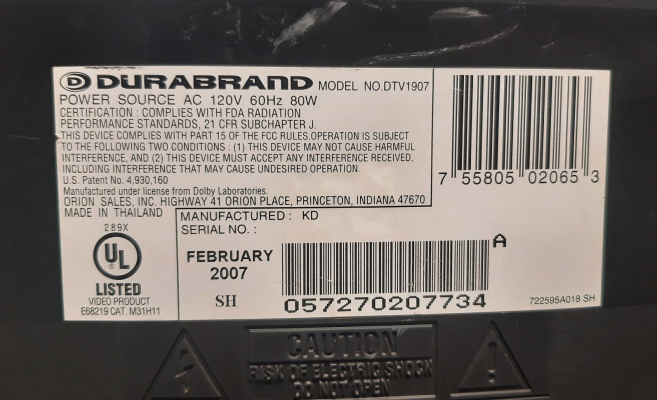 D DURABRAND MODEL NO.DTV1907
POWER SOURCE AC 120V 60Hz 80W
CERTIFICATION : COMPLIES WITH FDA RADIATION
PERFORMANCE STANDARDS, 21 CFR SUBCHAPTER J.
THIS DEVICE COMPLIES WITH PART 15 OF THE FCC RULES.OPERATION IS SUBJECT
TO THE FOLLOWING TWO CONDITIONS : (1) THIS DEVICE MAY NOT CAUSE HARMFUL
INTERFERENCE, AND (2) THIS DEVICE MUST ACCEPT ANY INTERFERENCE RECEIVED,
INCLUDING INTERFERENCE THAT MAY CAUSE UNDESIRED OPERATION.
U.S. Patent No. 4,930,160
Manufactured under license from Dolby Laboratories.
ORION SALES, INC. HIGHWAY 41 ORION PLACE, PRINCETON, INDIANA 47670
MADE IN THAILAND
7 55805 02065 3
MANUFACTURED : KD
SERIAL NO. :
289X
UL
LISTED
VIDEO PRODUCT
E68219 CAT. M31H11
FEBRUARY
2007
SH
A
057270207734
722595A018 SH
CAUTION
RISK OF ELECTRIC SHOCK
DO NOT OPEN